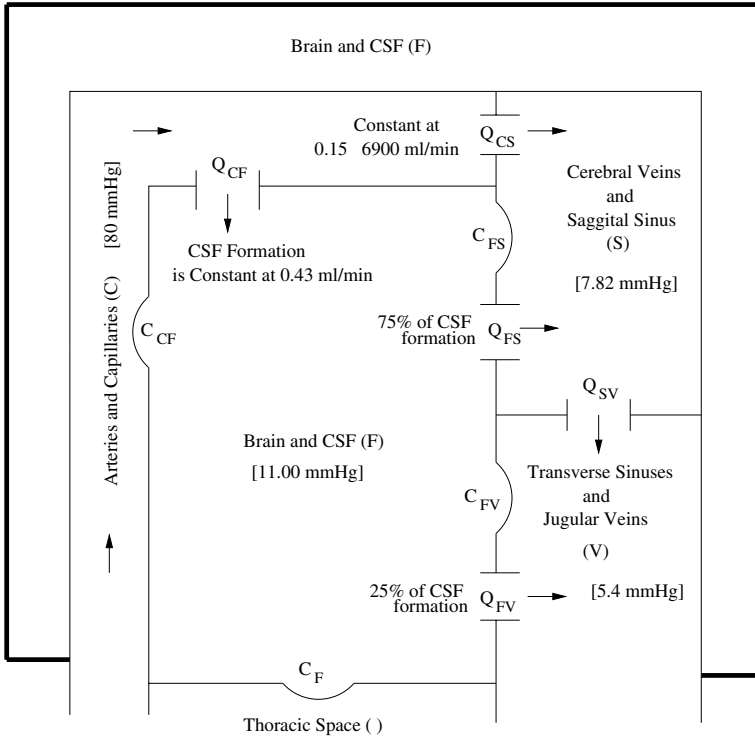 Brain and CSF (F)
Constant at
0.15 6900 ml/min
Q_CS
Q_CF
CSF Formation
is Constant at 0.43 ml/min
Cerebral Veins
and
Saggital Sinus
(S)
[7.82 mmHg]
C_FS
Arteries and Capillaries (C) [80 mmHg]
C_CF
75% of CSF
formation
Q_FS
Q_SV
Brain and CSF (F)
[11.00 mmHg]
C_FV
Transverse Sinuses
and
Jugular Veins
(V)
[5.4 mmHg]
25% of CSF
formation
Q_FV
C_F
Thoracic Space ( )